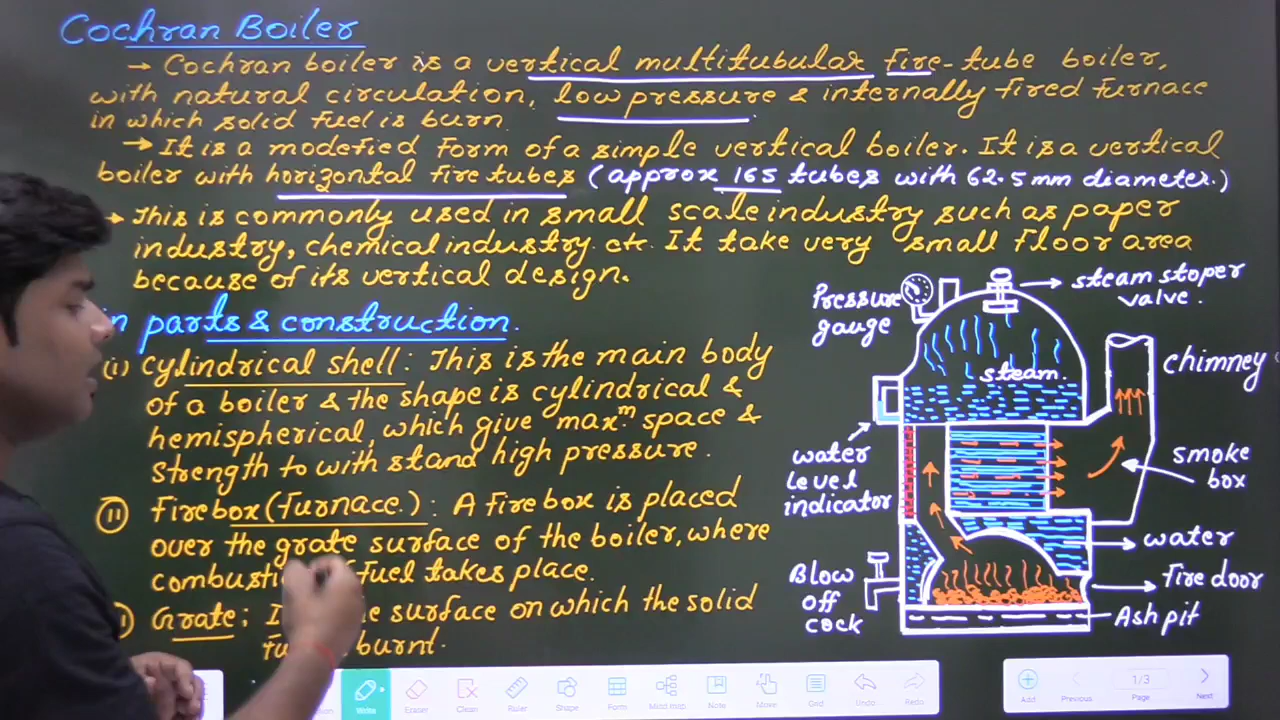 Cochran Boiler
→ Cochran boiler is a vertical multitubular fire-tube boiler,
with natural circulation, low pressure & internally fired furnace
in which solid fuel is burn.
→ It is a modefied form of a simple vertical boiler. It is a vertical
boiler with horizontal fire tubes (approx 165 tubes with 62.5 mm diameter.)
→ This is commonly used in small scale industry such as paper
industry, chemical industry. etc. It take very small floor area
because of its vertical design.
parts & construction.
(i) Cylindrical shell: This is the main body
of a boiler & the shape is cylindrical &
hemispherical, which give maxᵐ. space &
strength to with stand high pressure.
(ii) Firebox (furnace.): A fire box is placed
over the grate surface of the boiler, where
fuel takes place.
Grate: surface on which the solid
burnt.
Pressure
gauge
steam stoper
valve.
steam.
chimney
water
level
indicator
smoke
box
water
Blow
off
cock
fire door
Ash pit
Write
Eraser
Clean
Ruler
Shape
Form
Mind map
Note
More
Grid
Undo
Redo
Add
Previous
1/3
Page
Next